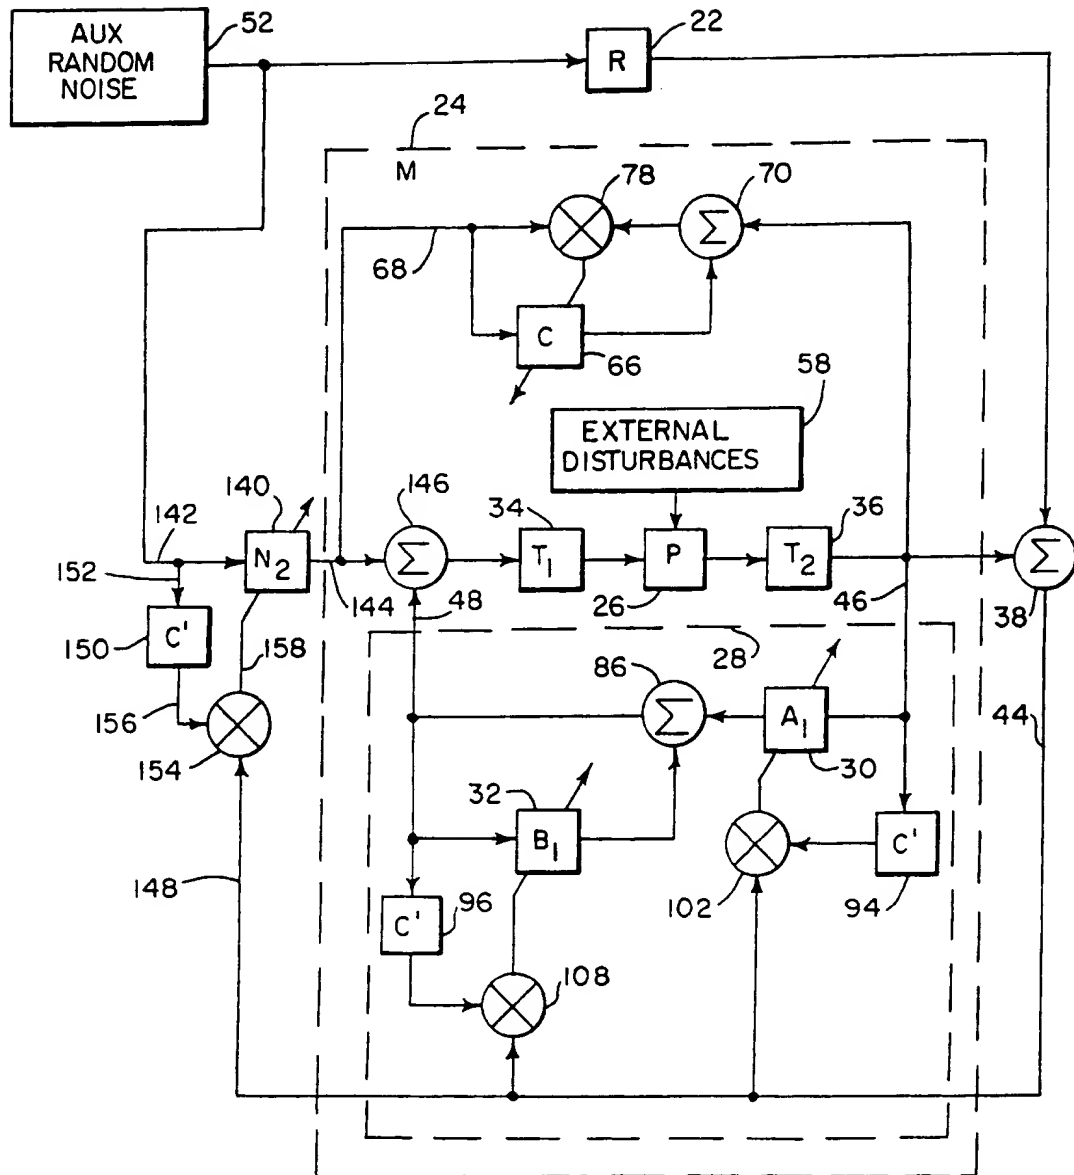 AUX
RANDOM
NOISE
52
R
22
24
M
78
70
68
C
66
58
EXTERNAL
DISTURBANCES
140
142
152
N2
144
146
34
T1
P
26
36
T2
46
38
48
28
150
C'
158
156
154
86
A1
30
44
32
B1
102
C'
94
148
C'
96
108
Σ
Σ
Σ
Σ